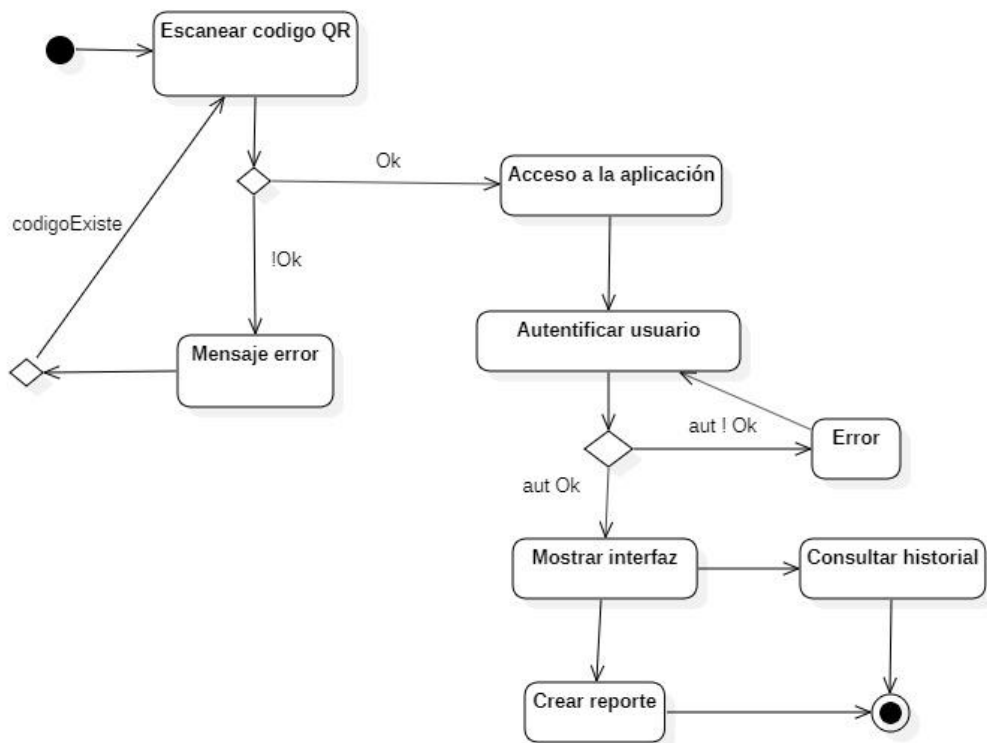 Escanear codigo QR
Ok
Acceso a la aplicación
codigoExiste
!Ok
Autentificar usuario
Mensaje error
aut ! Ok
Error
aut Ok
Mostrar interfaz
Consultar historial
Crear reporte